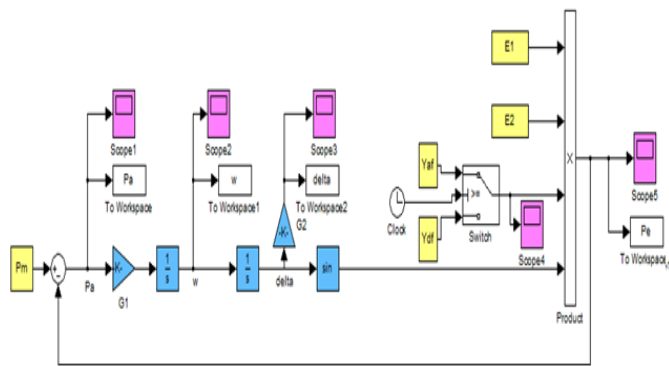 E1
E2
Scope1
Scope2
Scope3
Pa
w
delta
To Workspace
To Workspace1
To Workspace2
Yaf
Ydf
>=
Clock
Switch
Scope4
X
Product
Scope5
Pe
To Workspace
G2
-K-
Pm
+
-
Pa
K-
G1
1
s
w
1
s
delta
sin